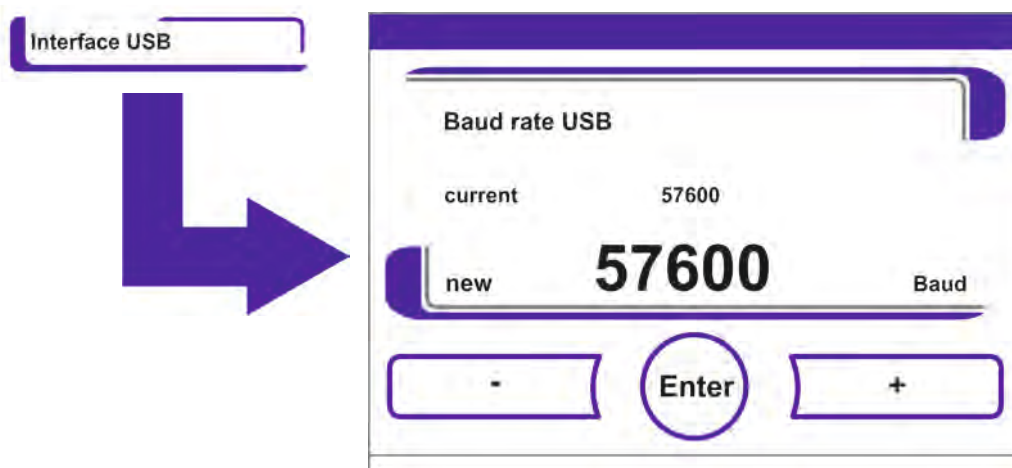 Interface USB
Baud rate USB
current 57600
new 57600 Baud
- Enter +